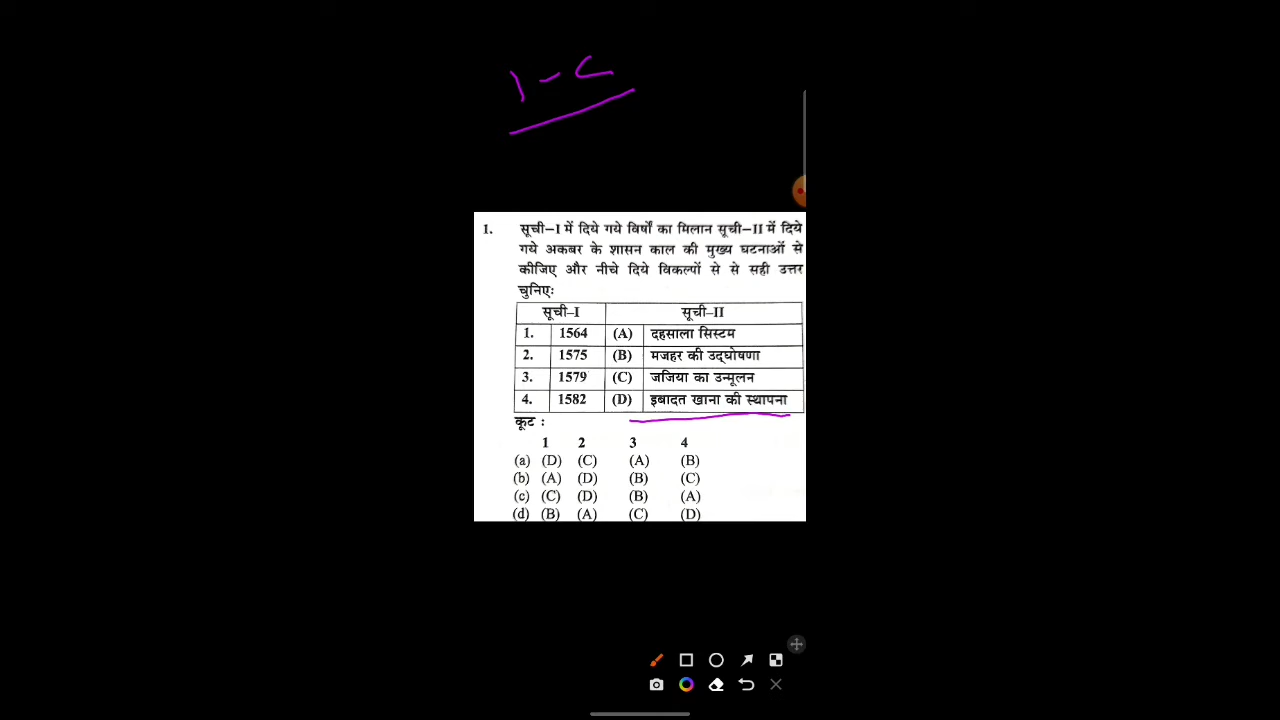 1-C
1. सूची-I में दिये गये विर्षों का मिलान सूची-II में दिये
गये अकबर के शासन काल की मुख्य घटनाओं से
कीजिए और नीचे दिये विकल्पों से से सही उत्तर
चुनिएः
सूची-I सूची-II
1. 1564 (A) दहसाला सिस्टम
2. 1575 (B) मजहर की उद्घोषणा
3. 1579 (C) जजिया का उन्मूलन
4. 1582 (D) इबादत खाना की स्थापना
कूट :
1 2 3 4
(a) (D) (C) (A) (B)
(b) (A) (D) (B) (C)
(c) (C) (D) (B) (A)
(d) (B) (A) (C) (D)